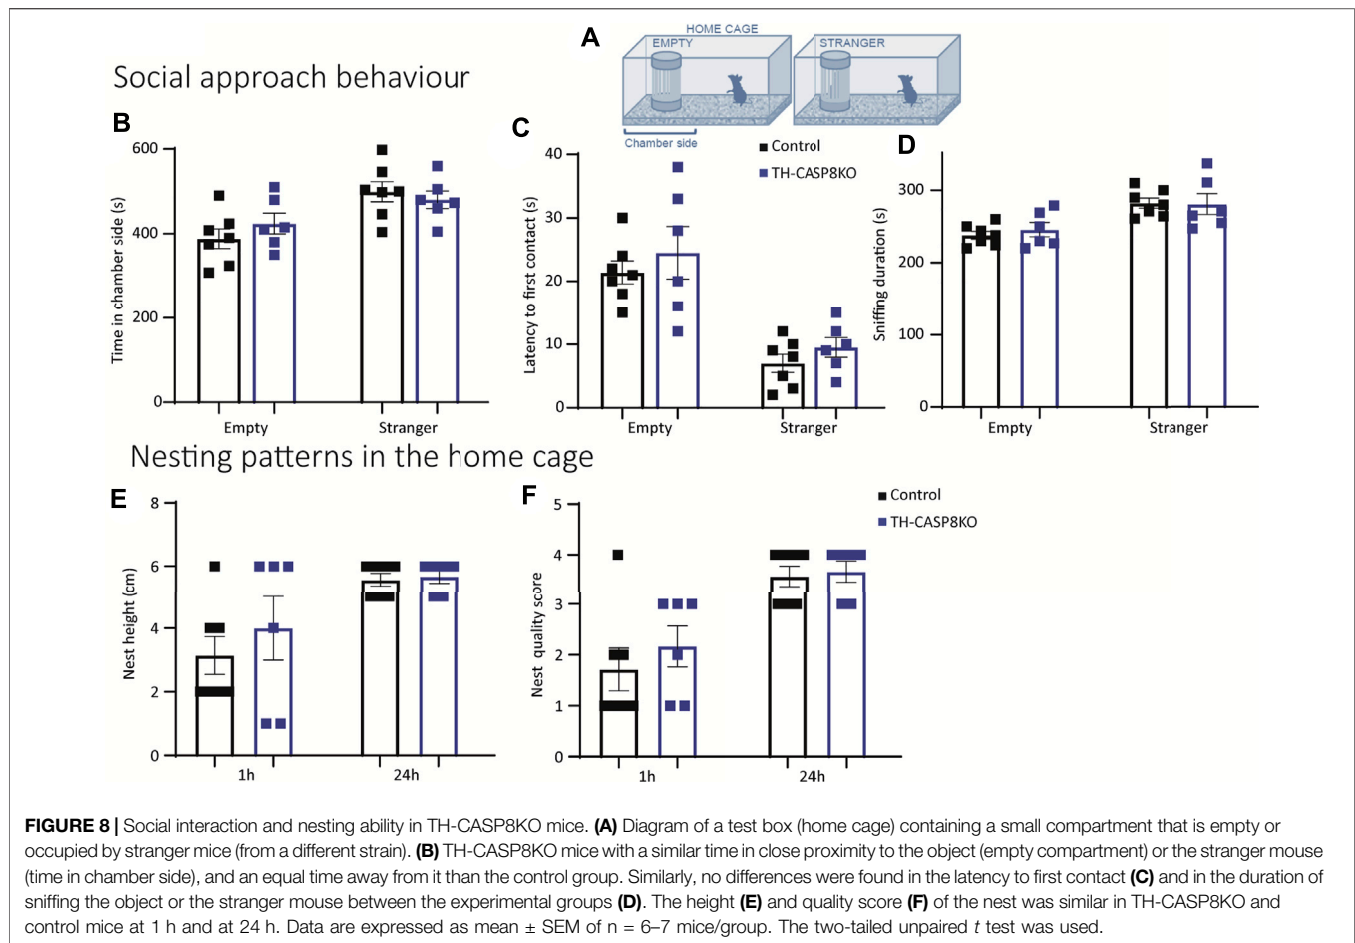 A
HOME CAGE
EMPTY
STRANGER
Chamber side
Social approach behaviour
B
Time in chamber side (s)
600
400
200
0
Empty
Stranger
C
Latency to first contact (s)
40
30
20
10
0
Empty
Stranger
Control
TH-CASP8KO
D
Sniffing duration (s)
300
200
100
0
Empty
Stranger
Nesting patterns in the home cage
E
Nest height (cm)
8
6
4
2
0
1h
24h
F
Nest quality score
5
4
3
2
1
0
1h
24h
Control
TH-CASP8KO
FIGURE 8 | Social interaction and nesting ability in TH-CASP8KO mice. (A) Diagram of a test box (home cage) containing a small compartment that is empty or
occupied by stranger mice (from a different strain). (B) TH-CASP8KO mice with a similar time in close proximity to the object (empty compartment) or the stranger mouse
(time in chamber side), and an equal time away from it than the control group. Similarly, no differences were found in the latency to first contact (C) and in the duration of
sniffing the object or the stranger mouse between the experimental groups (D). The height (E) and quality score (F) of the nest was similar in TH-CASP8KO and
control mice at 1 h and at 24 h. Data are expressed as mean ± SEM of n = 6–7 mice/group. The two-tailed unpaired t test was used.